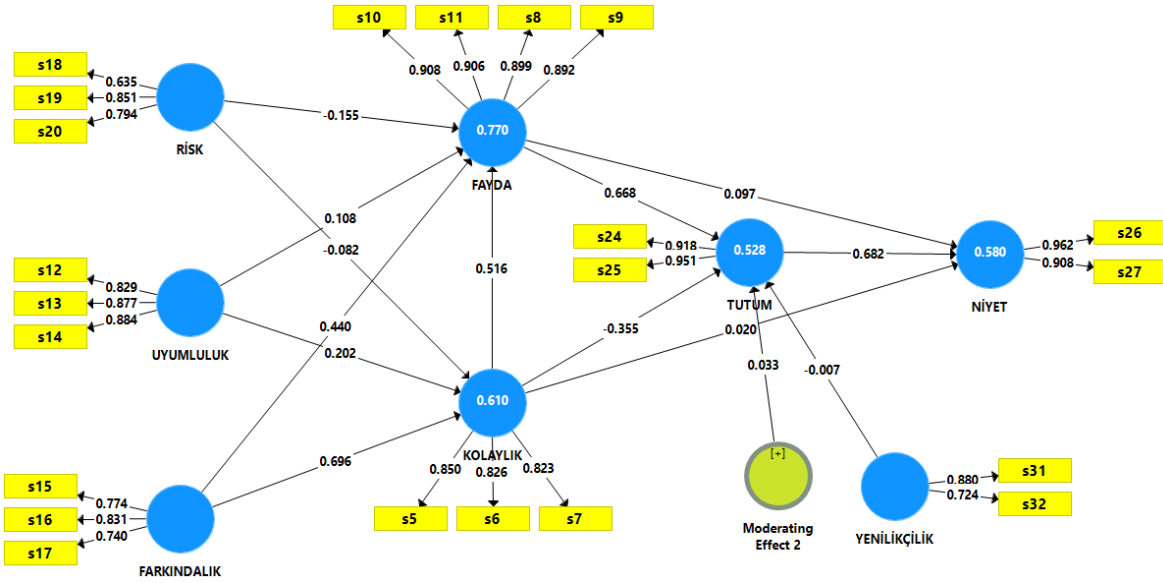 s10 s11 s8 s9
0.908 0.906 0.899 0.892
s18
s19
s20
0.635
0.851
0.794
RİSK
-0.155
0.770
FAYDA
0.097
0.668
0.108
-0.082
s12
s13
s14
0.829
0.877
0.884
UYUMLULUK
0.516
0.440
0.202
s24
s25
0.918
0.951
0.528
TUTUM
0.682
0.580
NİYET
0.962
0.908
s26
s27
-0.355
0.020
0.033
-0.007
0.610
KOLAYLIK
0.850 0.826 0.823
s5 s6 s7
0.696
s15
s16
s17
0.774
0.831
0.740
FARKINDALIK
[+]
Moderating
Effect 2
YENİLİKÇİLİK
0.880
0.724
s31
s32